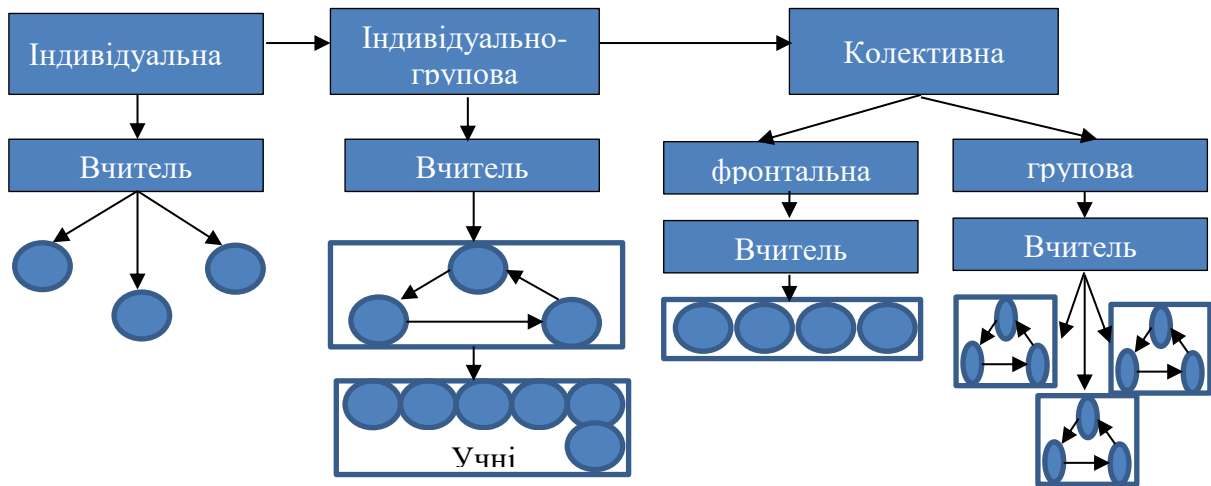 Індивідуальна
Індивідуально-
групова
Колективна
Вчитель
Вчитель
фронтальна
групова
Вчитель
Вчитель
Учні